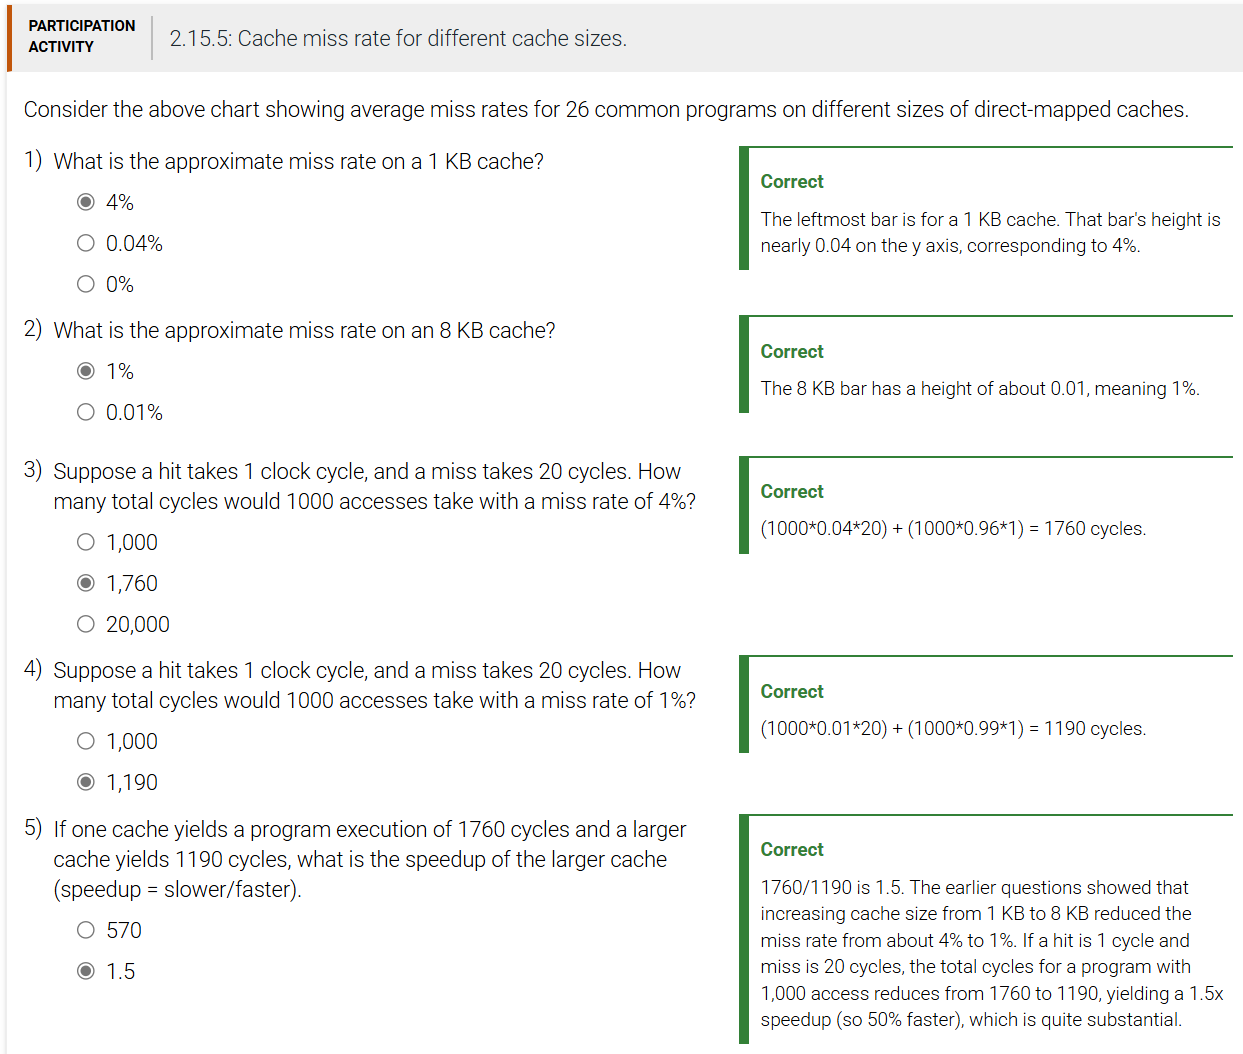 PARTICIPATION
ACTIVITY
2.15.5: Cache miss rate for different cache sizes.
Consider the above chart showing average miss rates for 26 common programs on different sizes of direct-mapped caches.
1) What is the approximate miss rate on a 1 KB cache?
4%
0.04%
0%
Correct
The leftmost bar is for a 1 KB cache. That bar's height is
nearly 0.04 on the y axis, corresponding to 4%.
2) What is the approximate miss rate on an 8 KB cache?
1%
0.01%
Correct
The 8 KB bar has a height of about 0.01, meaning 1%.
3) Suppose a hit takes 1 clock cycle, and a miss takes 20 cycles. How
many total cycles would 1000 accesses take with a miss rate of 4%?
1,000
1,760
20,000
Correct
(1000*0.04*20) + (1000*0.96*1) = 1760 cycles.
4) Suppose a hit takes 1 clock cycle, and a miss takes 20 cycles. How
many total cycles would 1000 accesses take with a miss rate of 1%?
1,000
1,190
Correct
(1000*0.01*20) + (1000*0.99*1) = 1190 cycles.
5) If one cache yields a program execution of 1760 cycles and a larger
cache yields 1190 cycles, what is the speedup of the larger cache
(speedup = slower/faster).
570
1.5
Correct
1760/1190 is 1.5. The earlier questions showed that
increasing cache size from 1 KB to 8 KB reduced the
miss rate from about 4% to 1%. If a hit is 1 cycle and
miss is 20 cycles, the total cycles for a program with
1,000 access reduces from 1760 to 1190, yielding a 1.5x
speedup (so 50% faster), which is quite substantial.